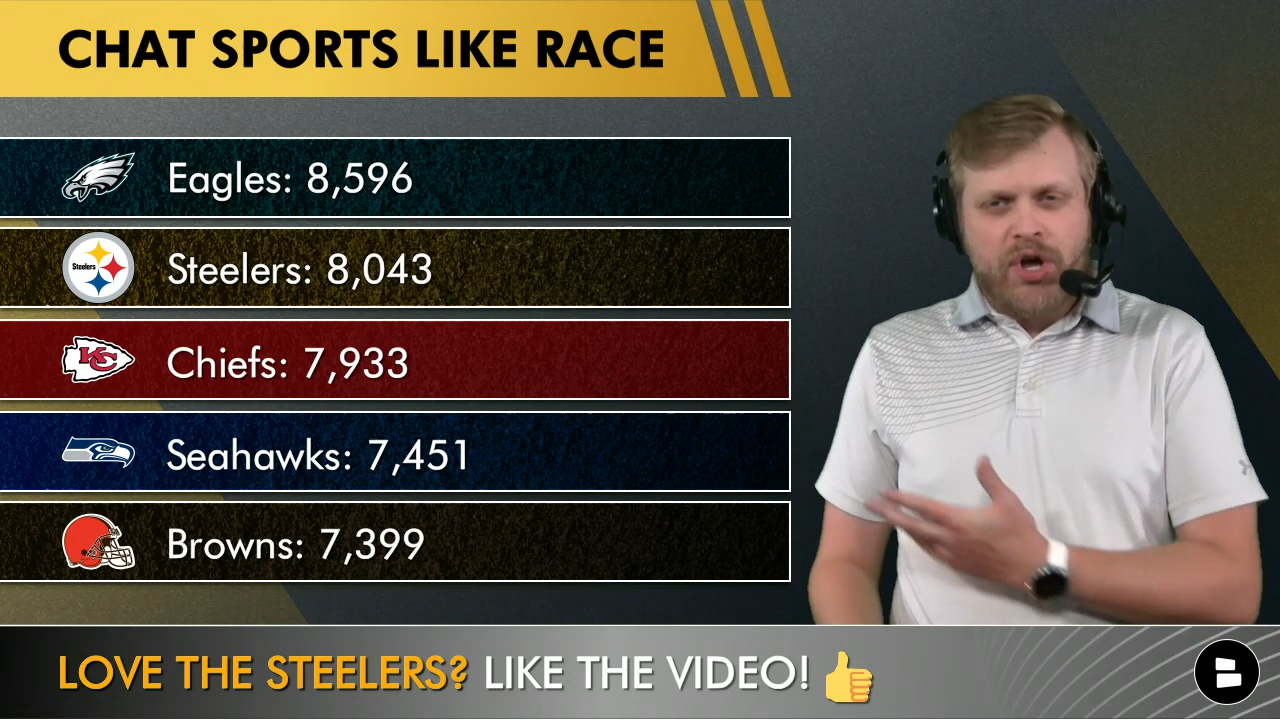 CHAT SPORTS LIKE RACE
Eagles: 8,596
Steelers
Steelers: 8,043
KC
Chiefs: 7,933
Seahawks: 7,451
Browns: 7,399
LOVE THE STEELERS? LIKE THE VIDEO!